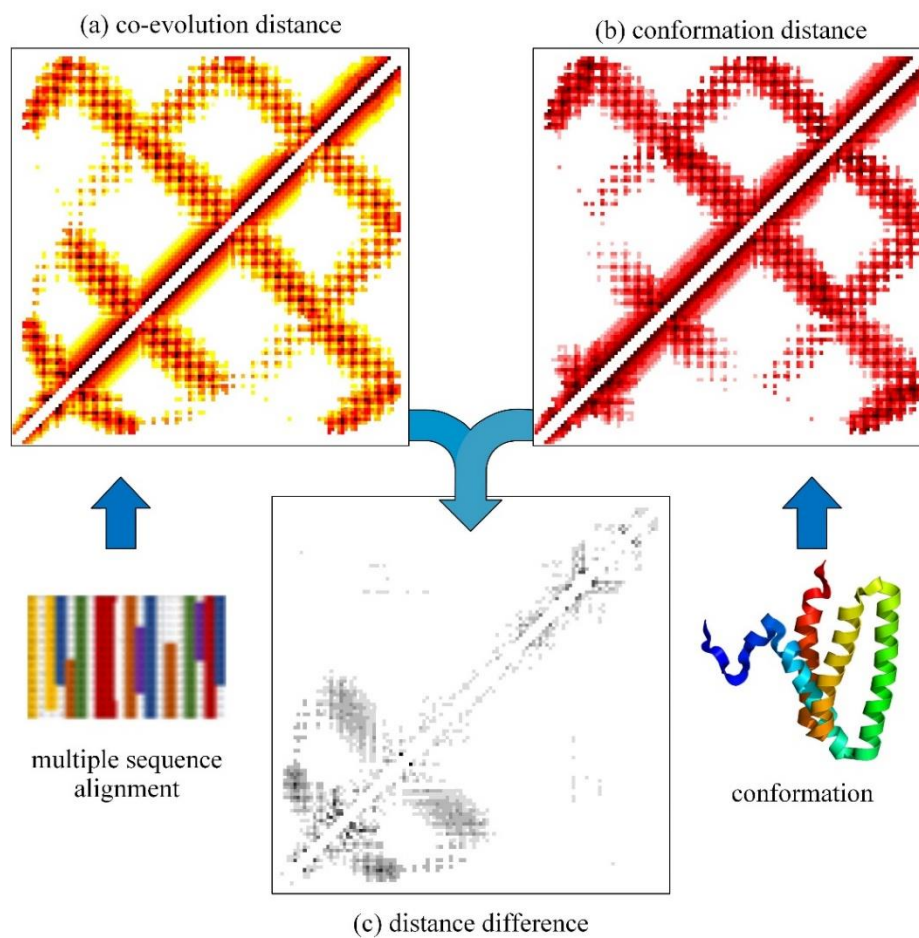 (a) co-evolution distance
(b) conformation distance
multiple sequence
alignment
conformation
(c) distance difference